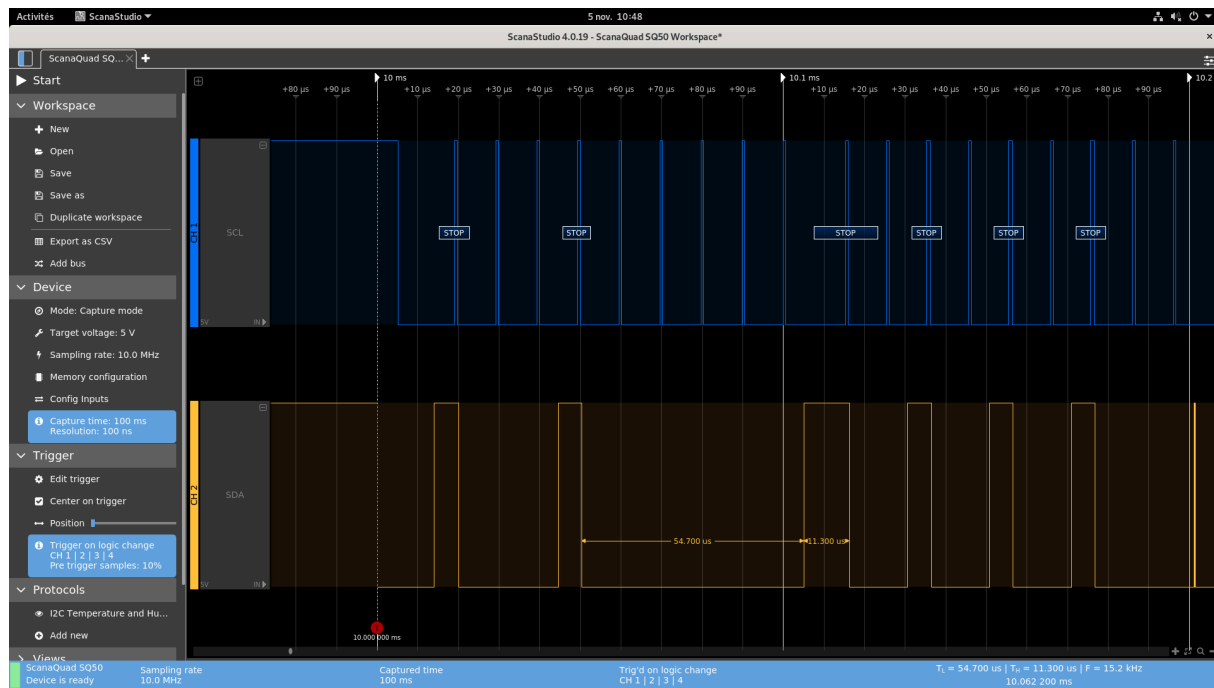 Activités ScanaStudio 5 nov. 10:48
ScanaStudio 4.0.19 - ScanaQuad SQ50 Workspace*
ScanaQuad SQ...
Start
Workspace
New
Open
Save
Save as
Duplicate workspace
Export as CSV
Add bus
Device
Mode: Capture mode
Target voltage: 5 V
Sampling rate: 10.0 MHz
Memory configuration
Config Inputs
Capture time: 100 ms
Resolution: 100 ns
Trigger
Edit trigger
Center on trigger
Position
Trigger on logic change
CH 1 | 2 | 3 | 4
Pre trigger samples: 10%
Protocols
I2C Temperature and Hu...
Add new
Views
10 ms 10.1 ms 10.2
+80 µs +90 µs +10 µs +20 µs +30 µs +40 µs +50 µs +60 µs +70 µs +80 µs +90 µs +10 µs +20 µs +30 µs +40 µs +50 µs +60 µs +70 µs +80 µs +90 µs
CH 1
SCL
STOP STOP STOP STOP STOP STOP
5V IN
CH 2
SDA
54.700 us 11.300 us
5V IN
T
10.000 000 ms
ScanaQuad SQ50
Device is ready
Sampling rate
10.0 MHz
Captured time
100 ms
Trig'd on logic change
CH 1 | 2 | 3 | 4
TL = 54.700 us | TH = 11.300 us | F = 15.2 kHz
10.062 200 ms